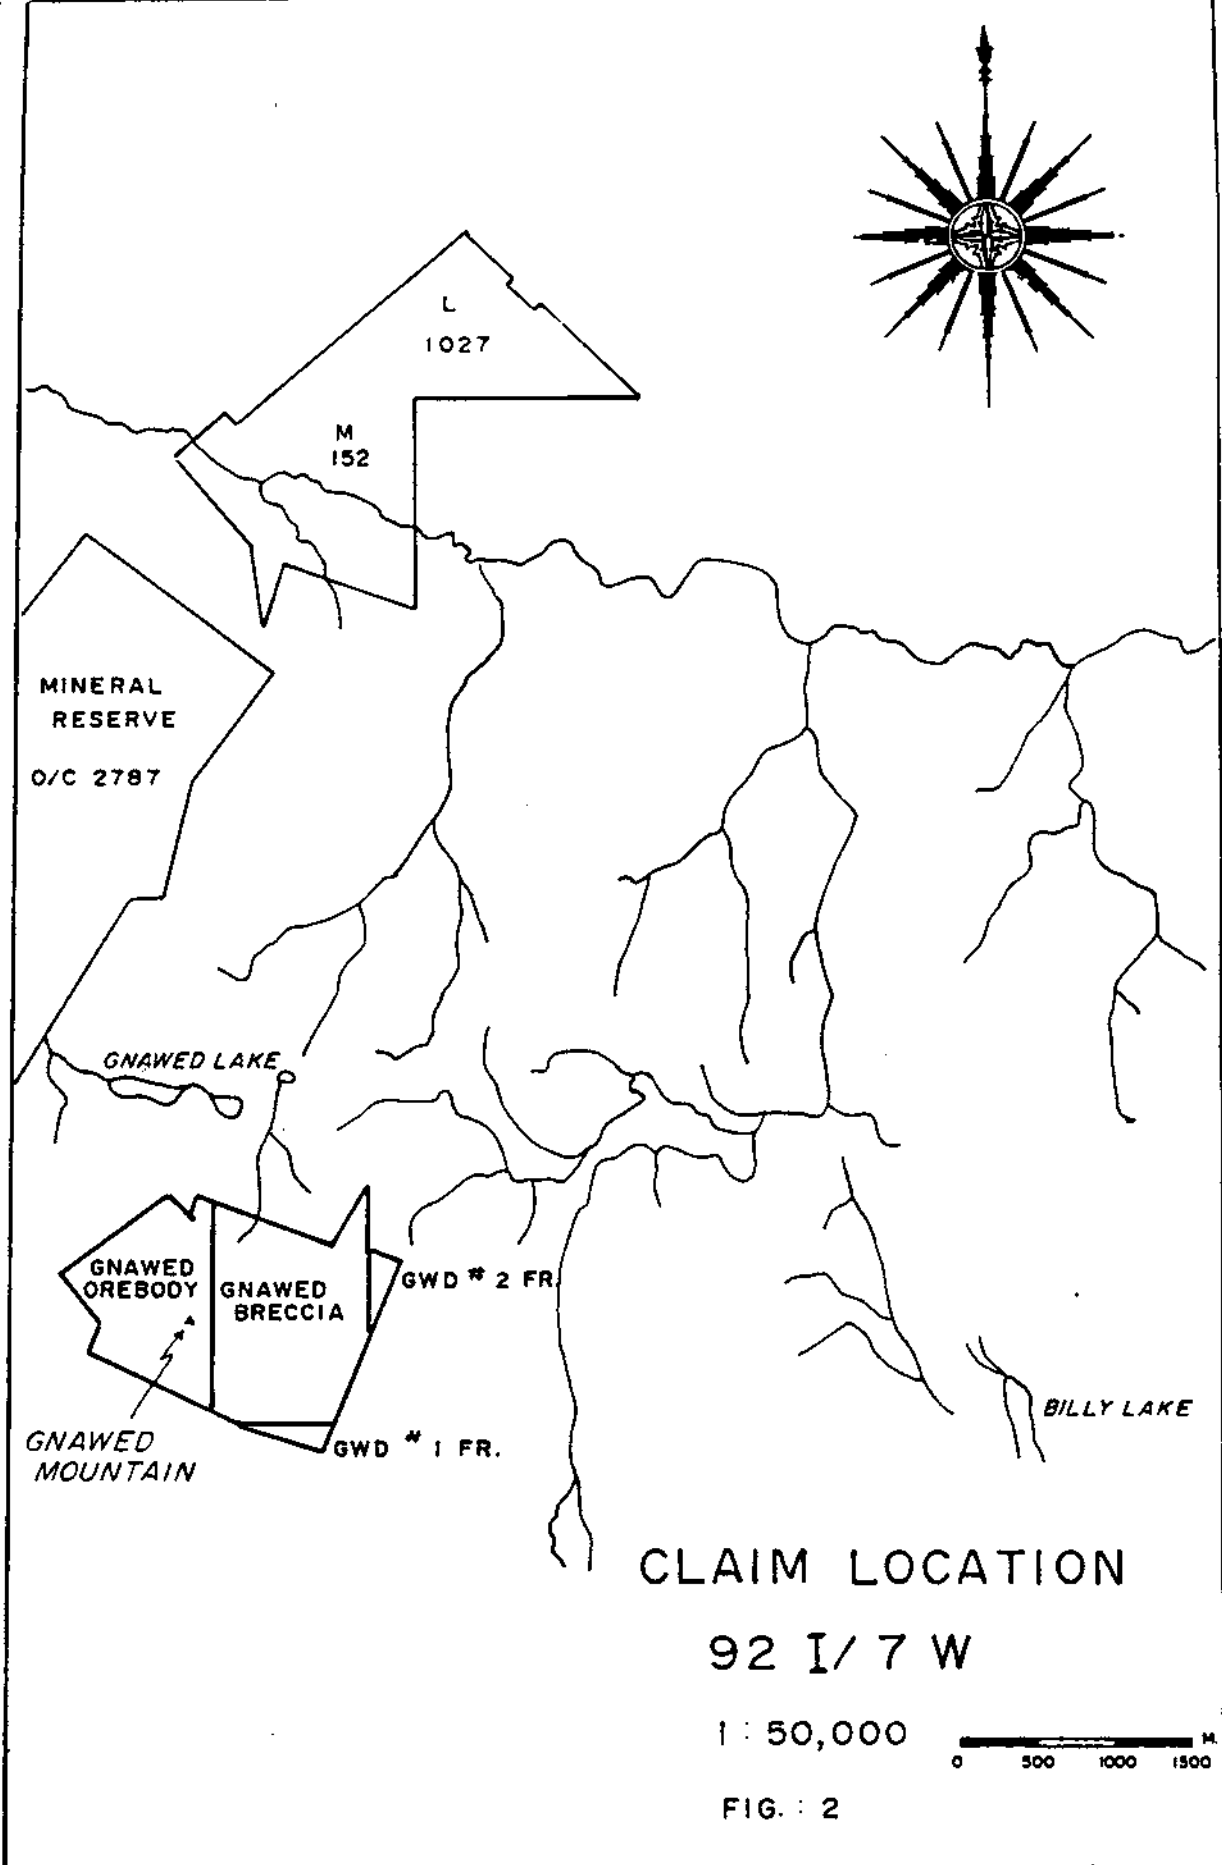 L
1027
M
152
MINERAL
RESERVE
O/C 2787
GNAWED LAKE
GNAWED
OREBODY
GNAWED
BRECCIA
GWD # 2 FR.
GNAWED
MOUNTAIN
GWD # 1 FR.
BILLY LAKE
CLAIM LOCATION
92 I/7 W
1 : 50,000
M.
0 500 1000 1500
FIG. : 2